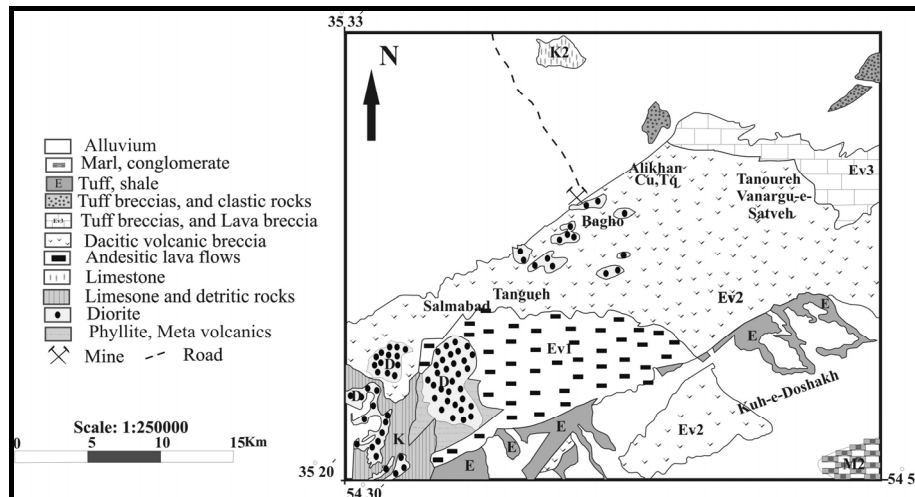 35 33
N
K2
Alluvium
Marl, conglomerate
E Tuff, shale
Tuff breccias, and clastic rocks
Tuff breccias, and Lava breccia
Dacitic volcanic breccia
Andesitic lava flows
Limestone
Limesone and detritic rocks
Diorite
Phyllite, Meta volcanics
Mine
Road
Scale: 1:250000
0 5 10 15Km
Alikhan
Cu,Tq
Tanoureh
Vanargu-e-
Satveh
Ev3
Bagho
Tangueh
Salmabad
Ev2
E
E
Ev1
D
D
D
Kuh-e-Doshakh
K
E
E
E
Ev2
M2
35 20
54 30
54 5